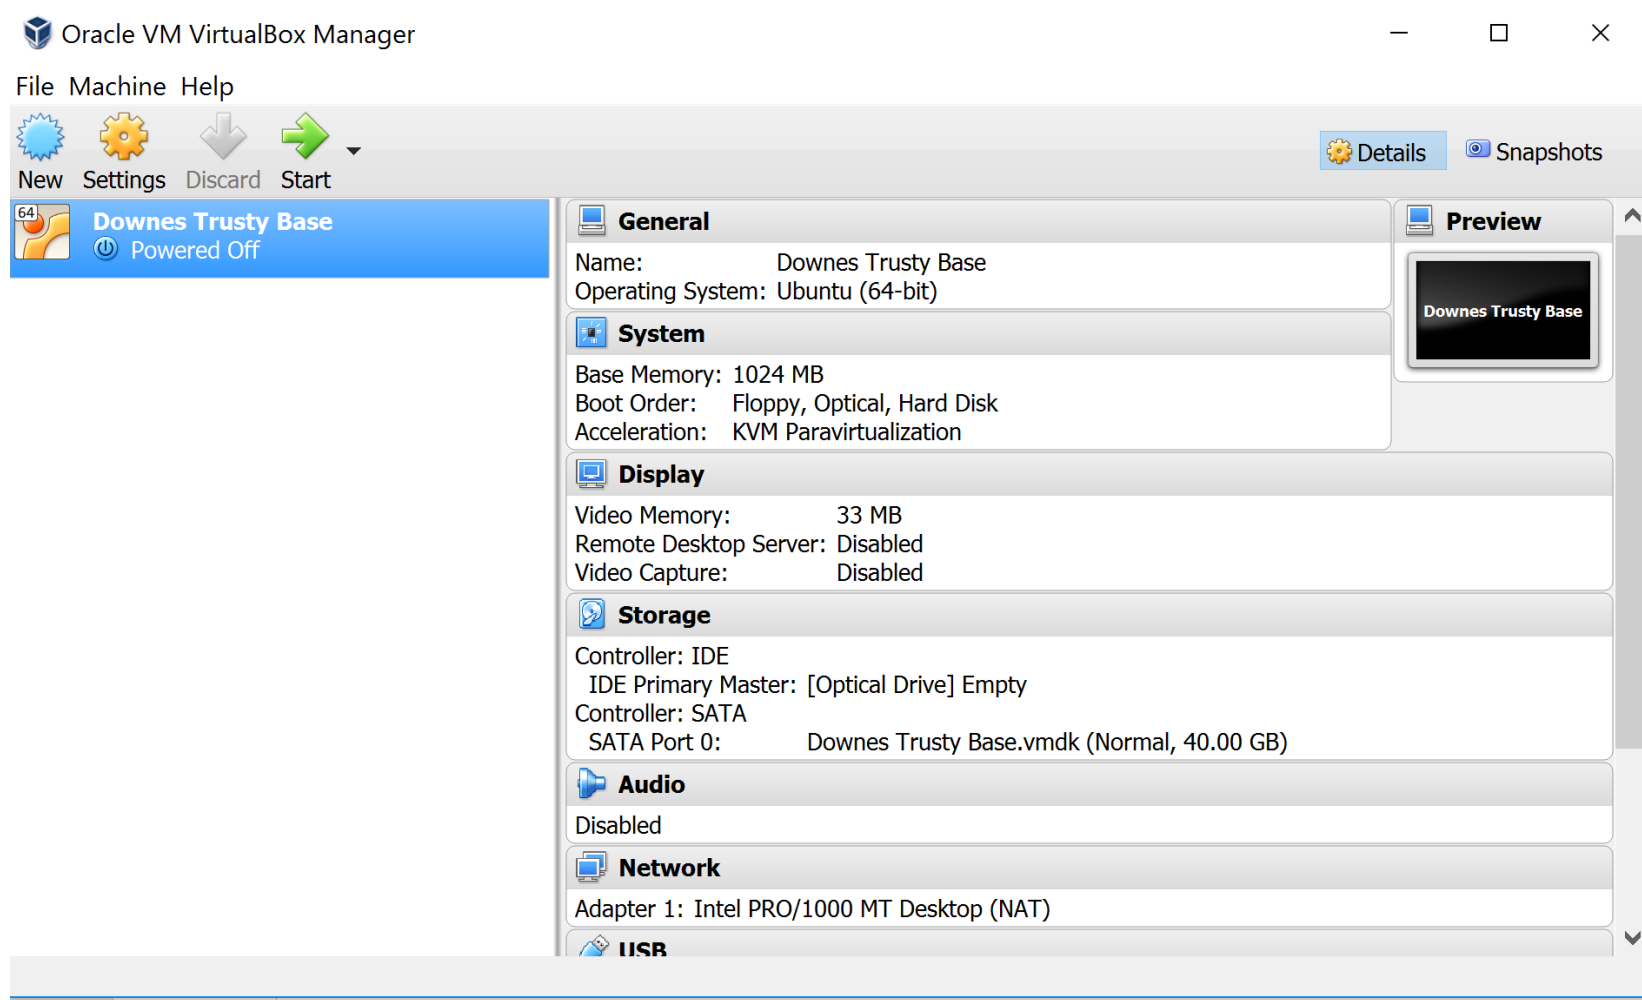 Oracle VM VirtualBox Manager
File Machine Help
New Settings Discard Start
Details Snapshots
64
Downes Trusty Base
Powered Off
General
Name: Downes Trusty Base
Operating System: Ubuntu (64-bit)
Preview
Downes Trusty Base
System
Base Memory: 1024 MB
Boot Order: Floppy, Optical, Hard Disk
Acceleration: KVM Paravirtualization
Display
Video Memory: 33 MB
Remote Desktop Server: Disabled
Video Capture: Disabled
Storage
Controller: IDE
IDE Primary Master: [Optical Drive] Empty
Controller: SATA
SATA Port 0: Downes Trusty Base.vmdk (Normal, 40.00 GB)
Audio
Disabled
Network
Adapter 1: Intel PRO/1000 MT Desktop (NAT)
USB